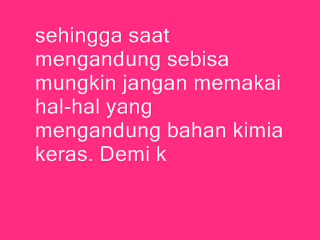 sehingga saat
mengandung sebisa
mungkin jangan memakai
hal-hal yang
mengandung bahan kimia
keras. Demi k